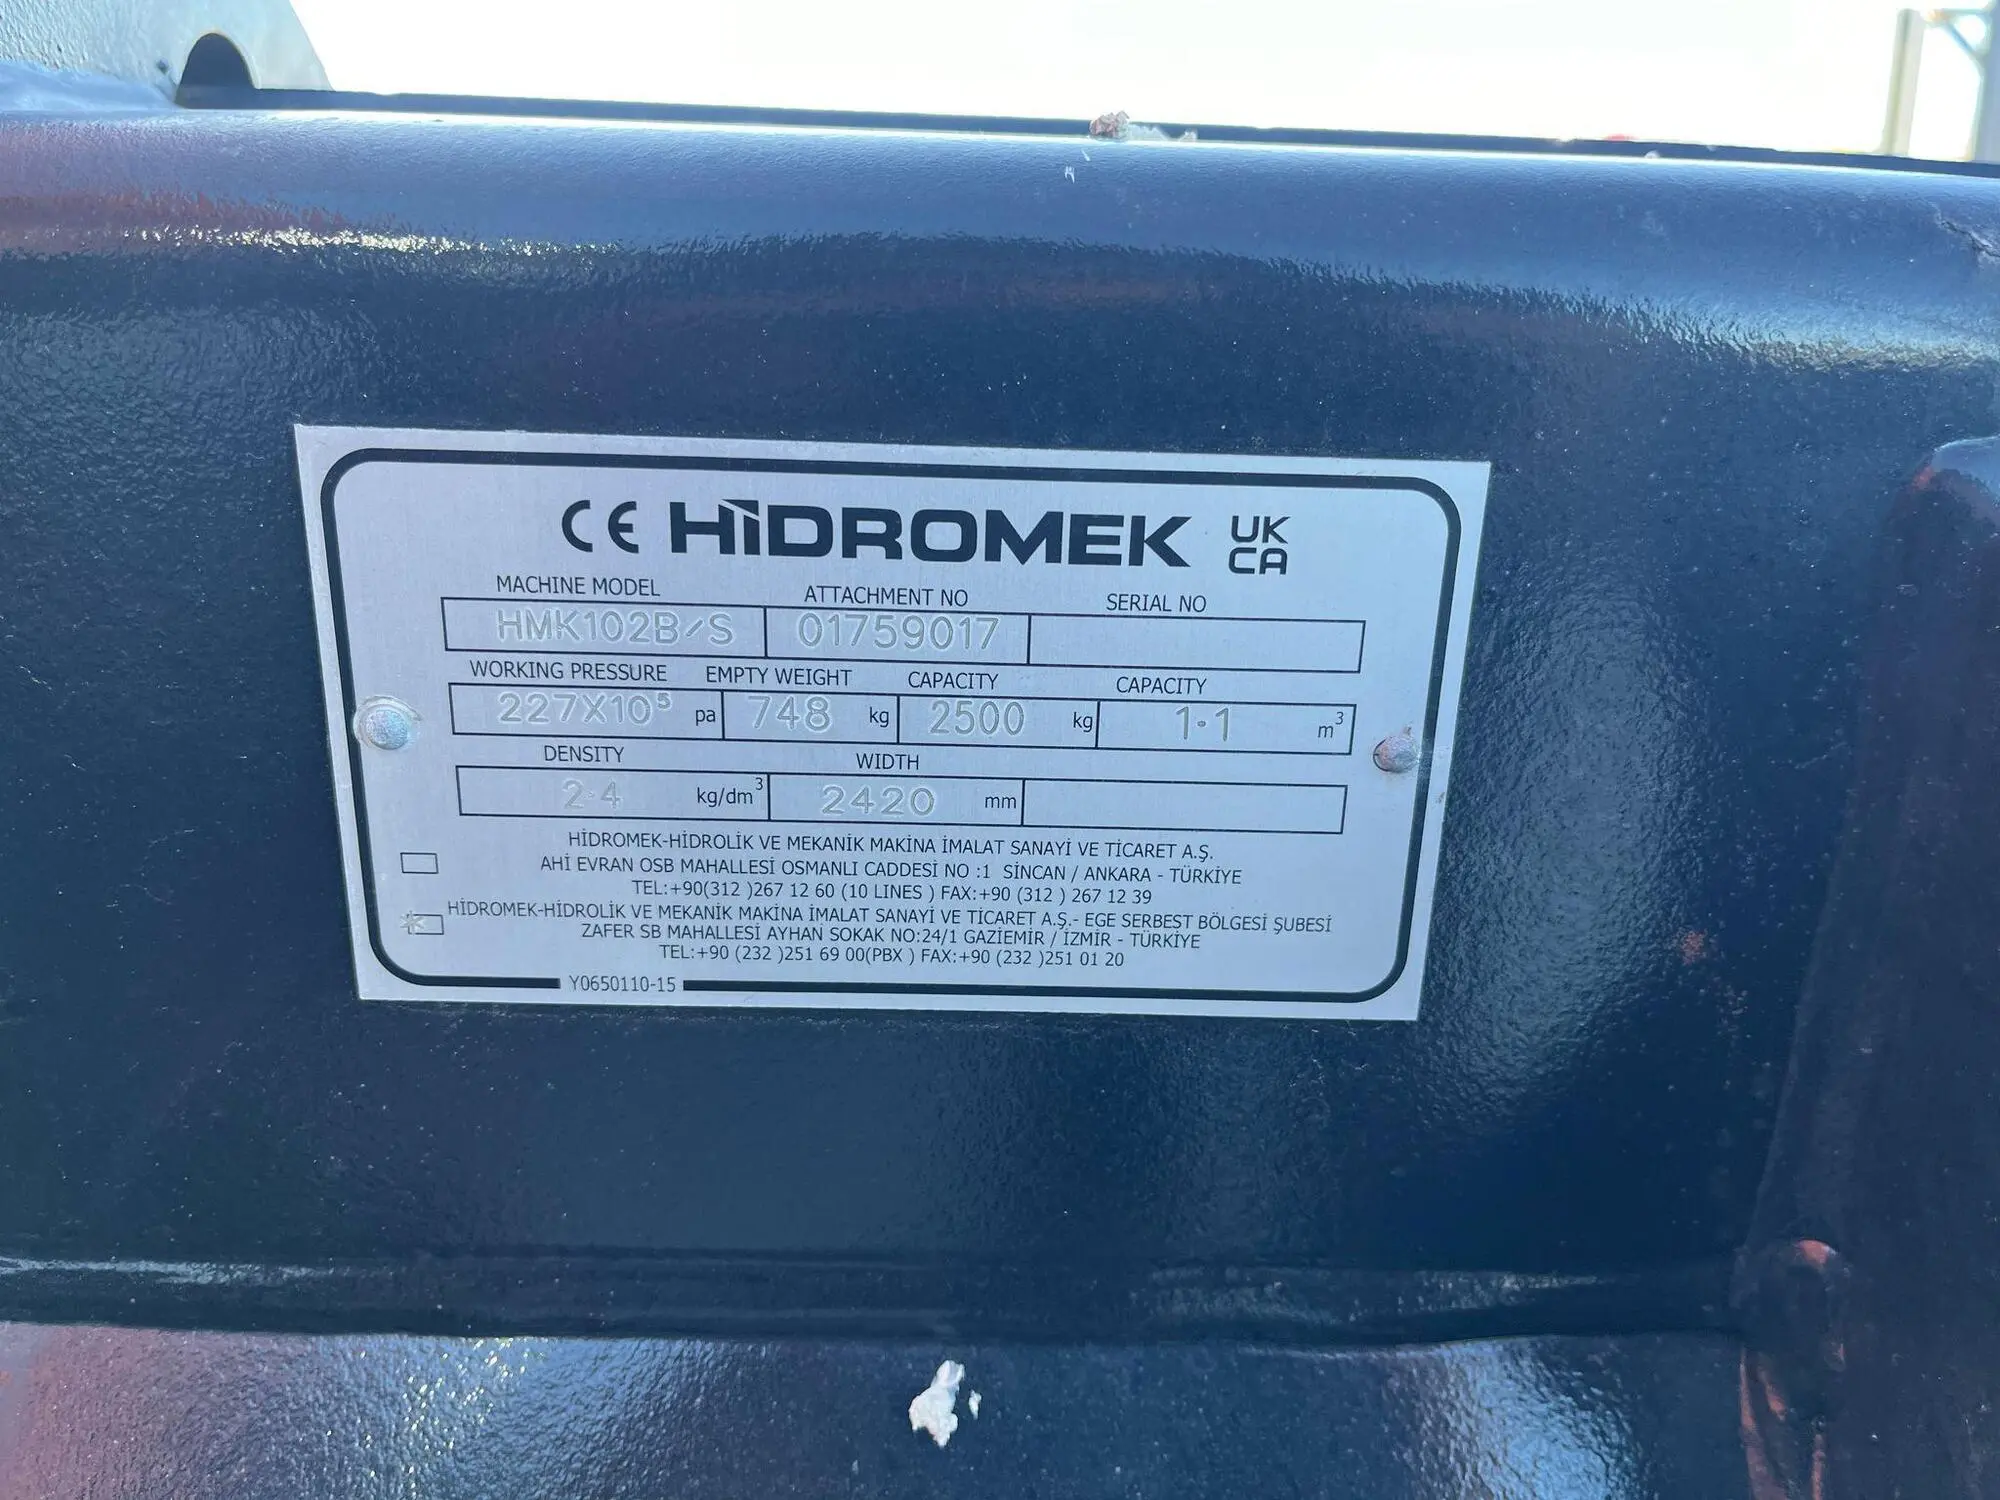 CE HİDROMEK UK CA
MACHINE MODEL ATTACHMENT NO SERIAL NO
HMK102B/S 01759017
WORKING PRESSURE EMPTY WEIGHT CAPACITY CAPACITY
227X10⁵ pa 748 kg 2500 kg 1·1 m³
DENSITY WIDTH
2·4 kg/dm³ 2420 mm
HİDROMEK-HİDROLİK VE MEKANİK MAKİNA İMALAT SANAYİ VE TİCARET A.Ş.
AHİ EVRAN OSB MAHALLESİ OSMANLI CADDESİ NO :1 SİNCAN / ANKARA - TÜRKİYE
TEL:+90(312 )267 12 60 (10 LINES ) FAX:+90 (312 ) 267 12 39
* HİDROMEK-HİDROLİK VE MEKANİK MAKİNA İMALAT SANAYİ VE TİCARET A.Ş.- EGE SERBEST BÖLGESİ ŞUBESİ
ZAFER SB MAHALLESİ AYHAN SOKAK NO:24/1 GAZİEMİR / İZMİR - TÜRKİYE
TEL:+90 (232 )251 69 00(PBX ) FAX:+90 (232 )251 01 20
Y0650110-15